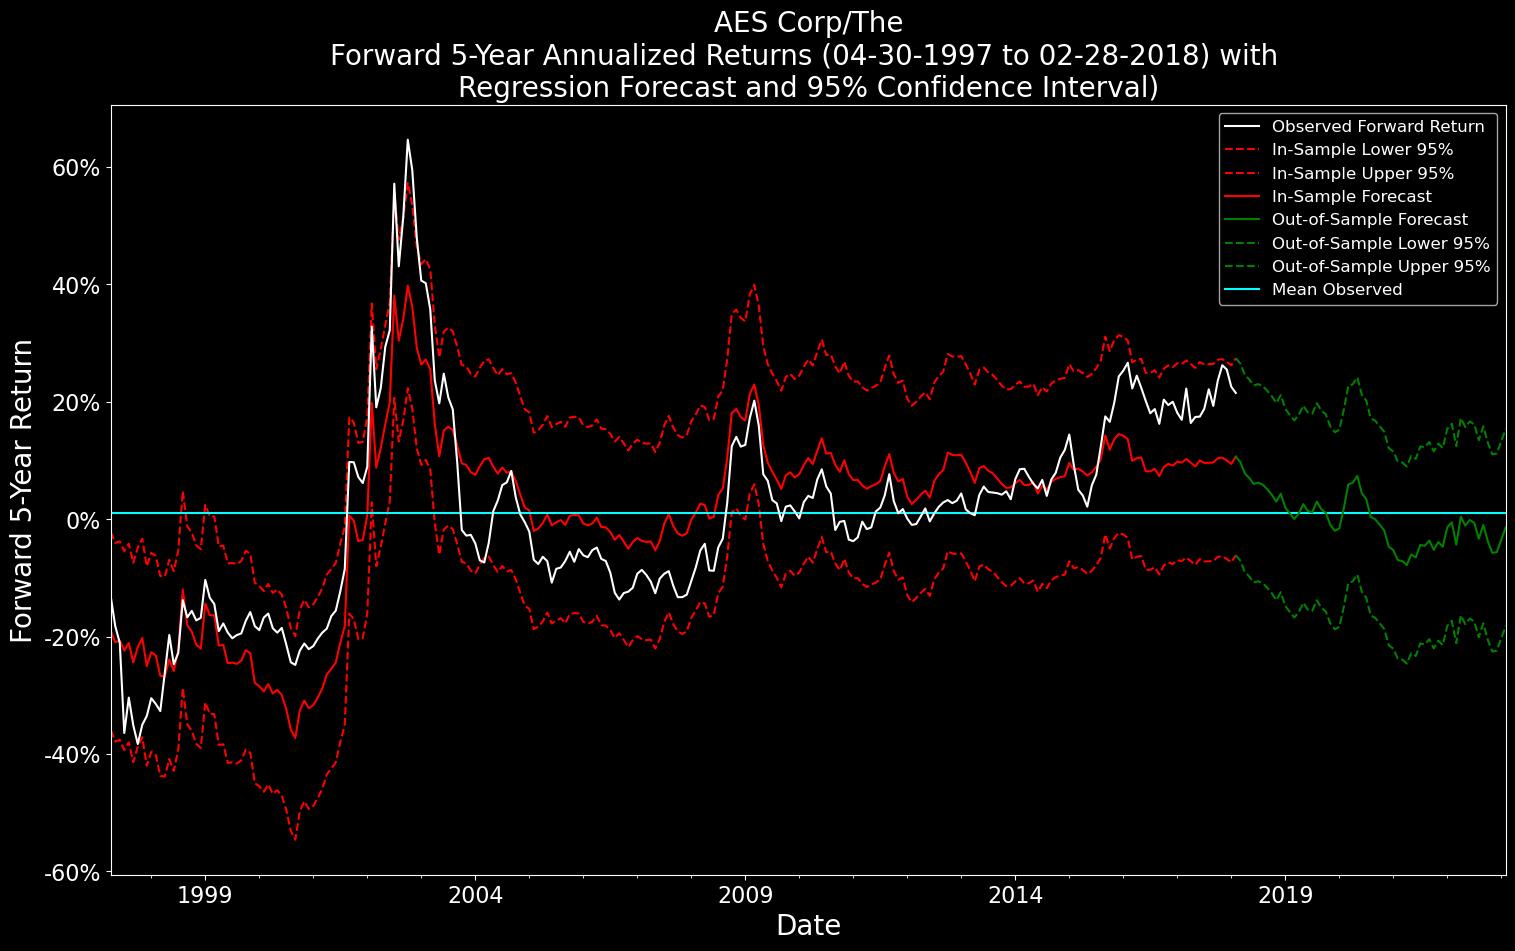 AES Corp/The
Forward 5-Year Annualized Returns (04-30-1997 to 02-28-2018) with
Regression Forecast and 95% Confidence Interval)
Observed Forward Return
In-Sample Lower 95%
In-Sample Upper 95%
In-Sample Forecast
Out-of-Sample Forecast
Out-of-Sample Lower 95%
Out-of-Sample Upper 95%
Mean Observed
Forward 5-Year Return
60%
40%
20%
0%
-20%
-40%
-60%
1999
2004
2009
2014
2019
Date